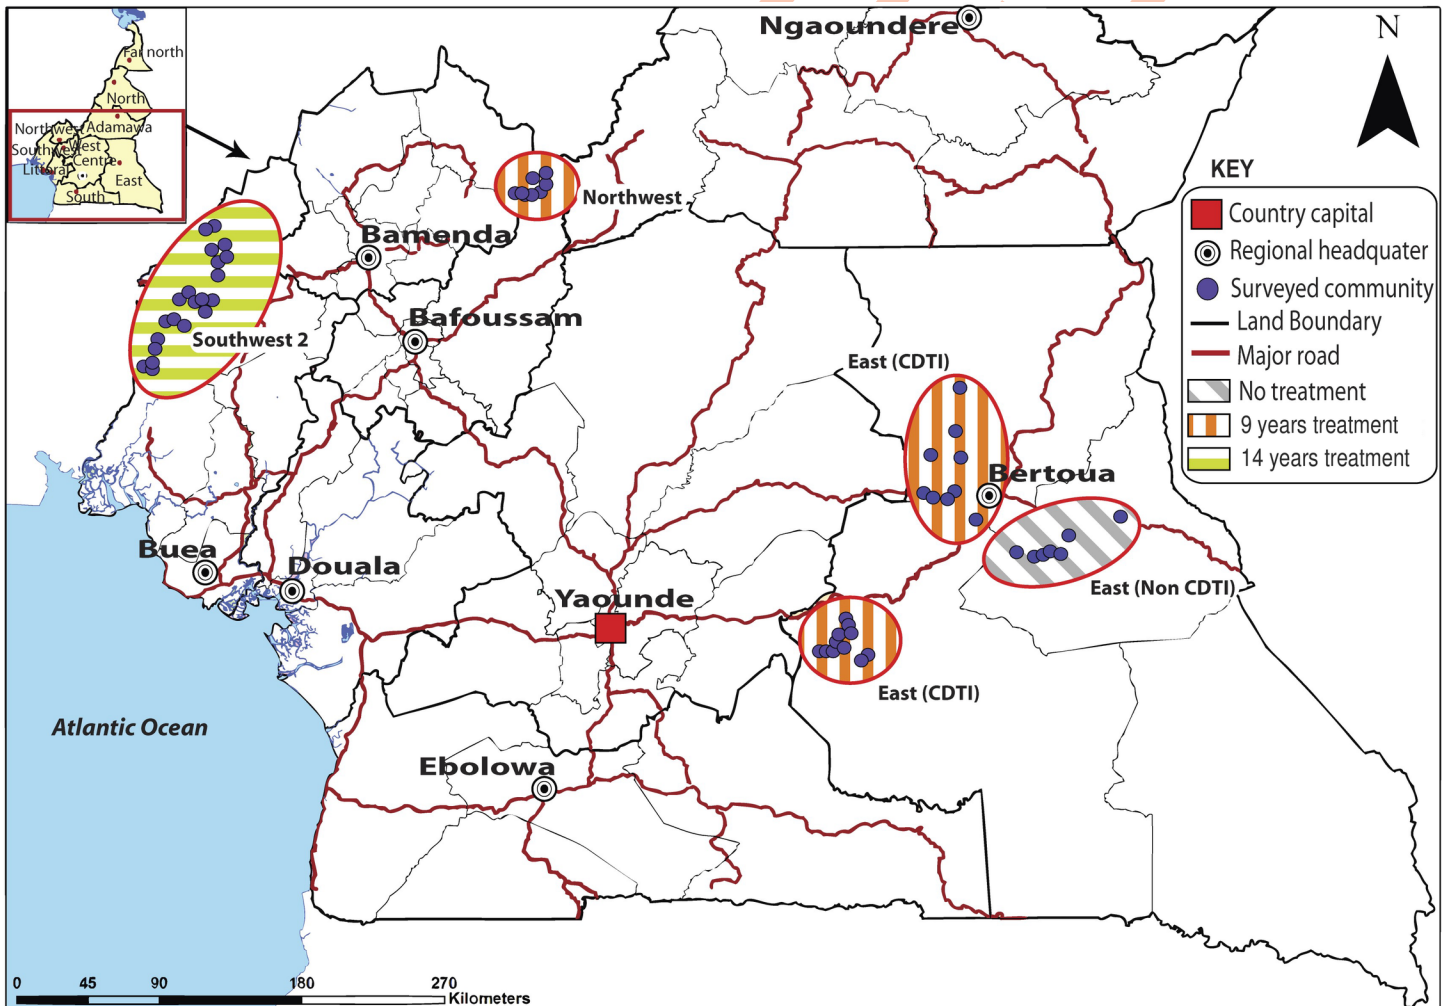 Far north
North
Northwest
Adamawa
Southwest
West
Centre
Littoral
East
South
Ngaoundere
N
Northwest
Bamenda
Bafoussam
Southwest 2
East (CDTI)
Bertoua
East (Non CDTI)
Buea
Douala
Yaounde
East (CDTI)
Atlantic Ocean
Ebolowa
KEY
Country capital
Regional headquater
Surveyed community
Land Boundary
Major road
No treatment
9 years treatment
14 years treatment
0 45 90 180 270
Kilometers